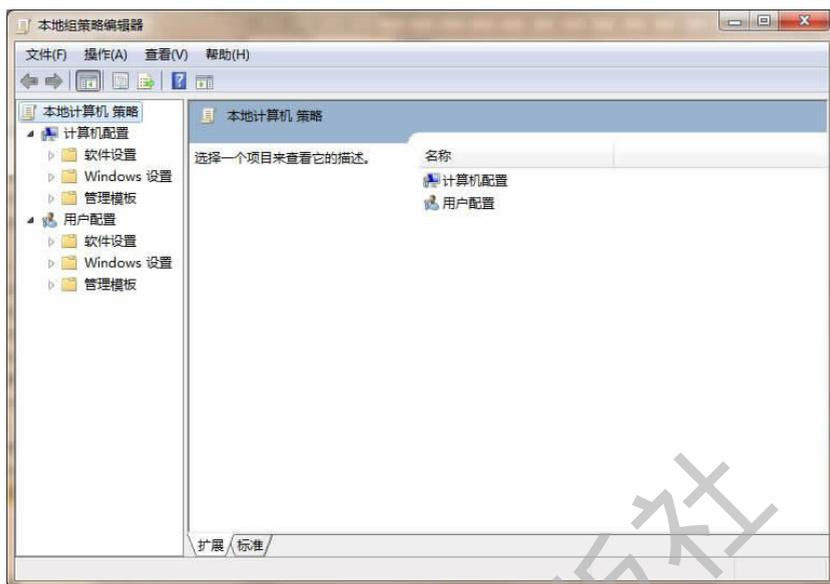 本地组策略编辑器
文件(F) 操作(A) 查看(V) 帮助(H)
本地计算机 策略
计算机配置
软件设置
Windows 设置
管理模板
用户配置
软件设置
Windows 设置
管理模板
本地计算机 策略
选择一个项目来查看它的描述。
名称
计算机配置
用户配置
扩展 标准
版社